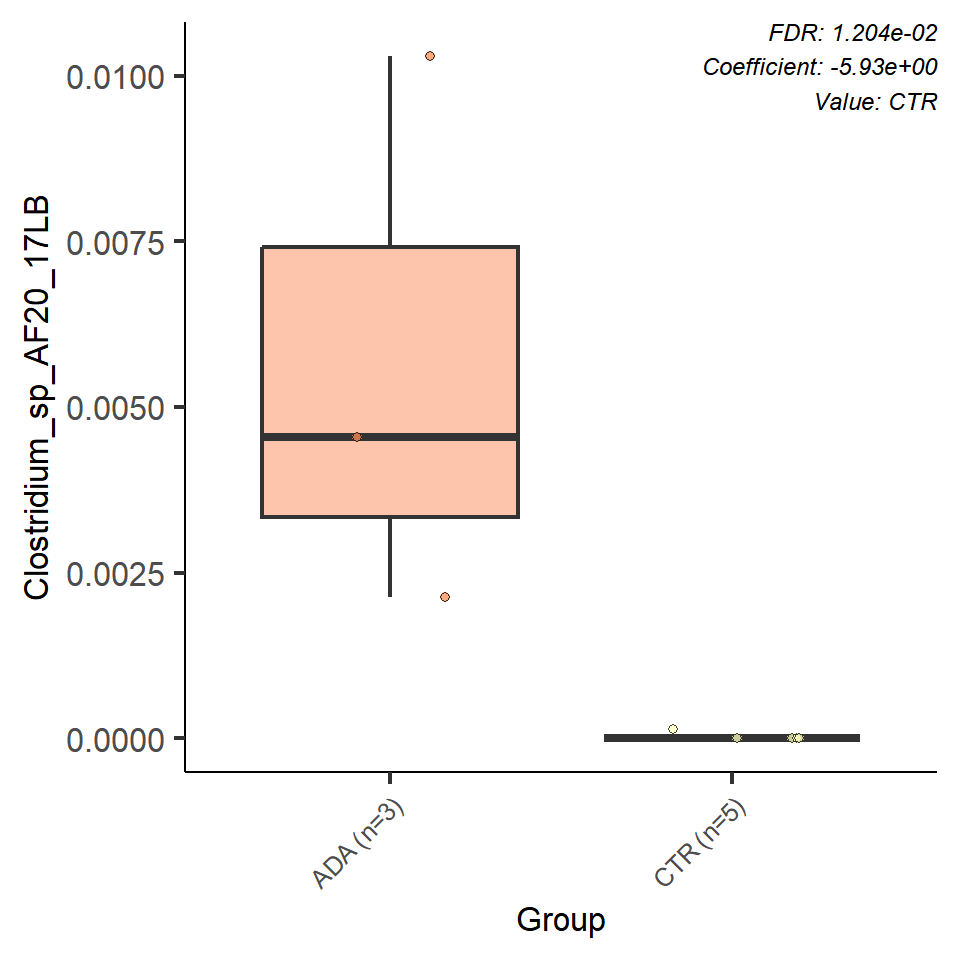 FDR: 1.204e-02
Coefficient: -5.93e+00
Value: CTR
Clostridium_sp_AF20_17LB
0.0100
0.0075
0.0050
0.0025
0.0000
ADA (n=3)
CTR (n=5)
Group